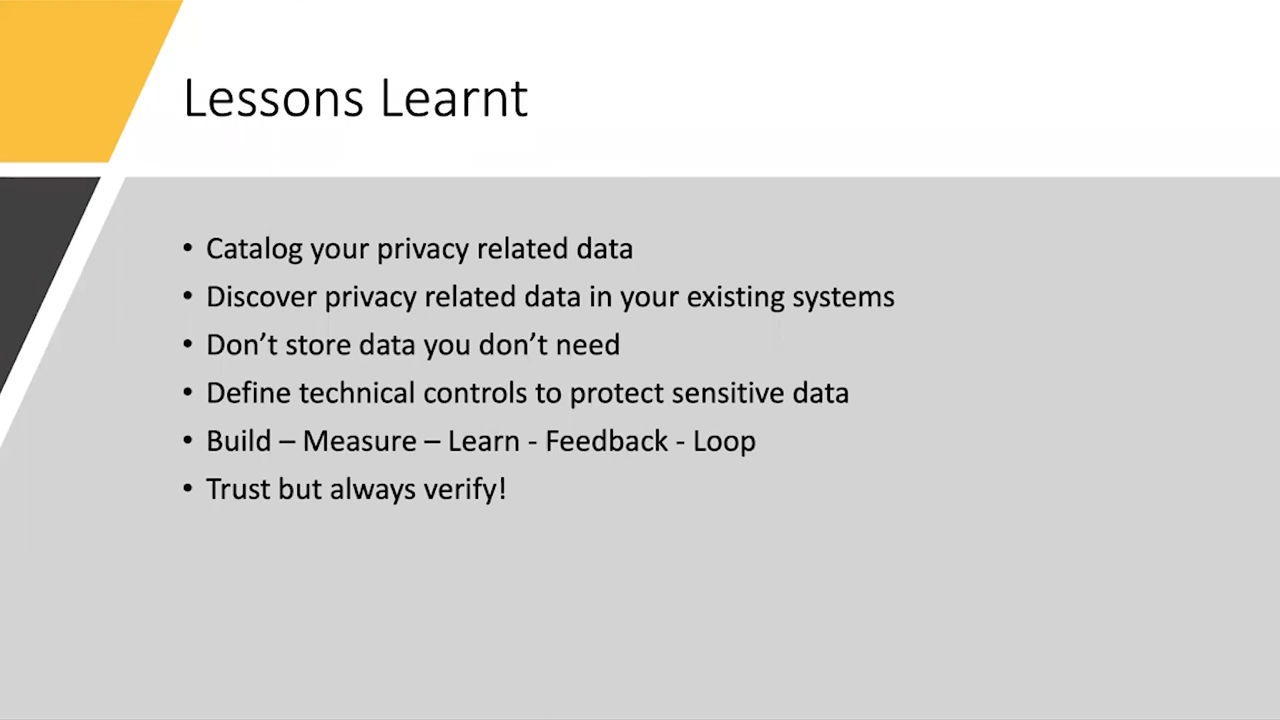 Lessons Learnt
• Catalog your privacy related data
• Discover privacy related data in your existing systems
• Don’t store data you don’t need
• Define technical controls to protect sensitive data
• Build – Measure – Learn - Feedback - Loop
• Trust but always verify!